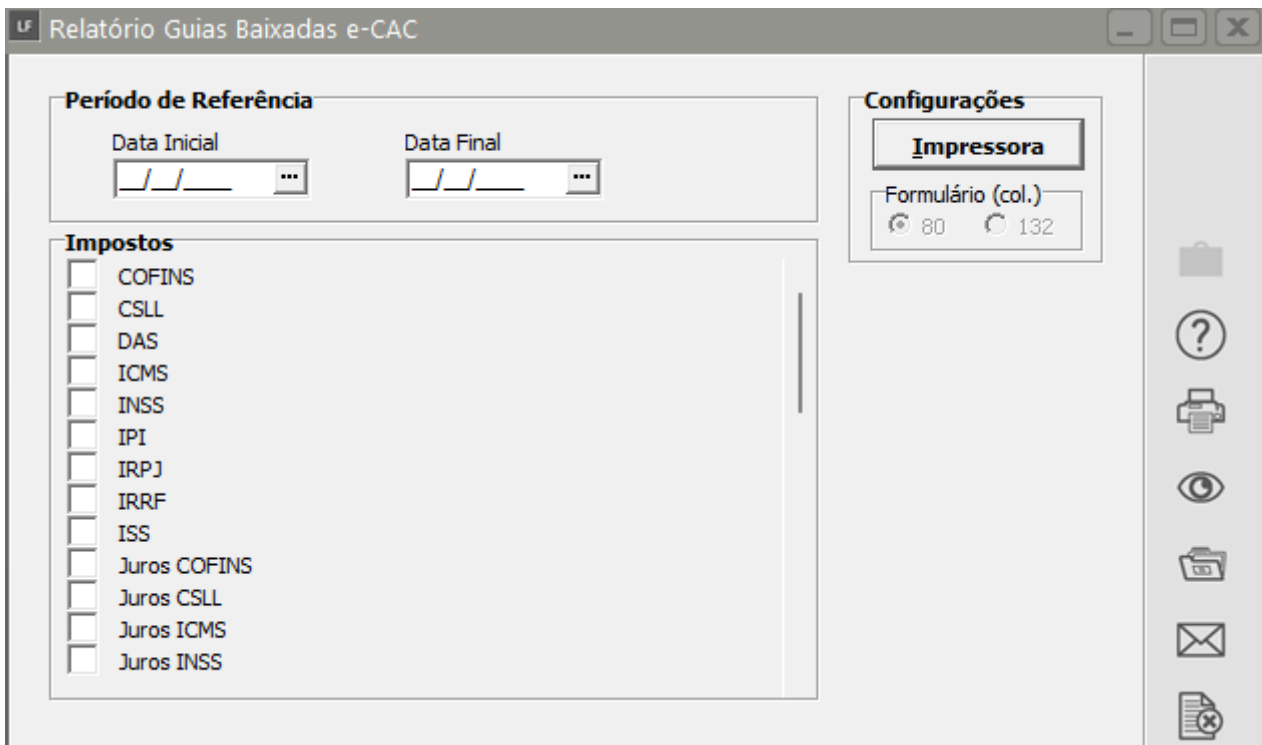 LF Relatório Guias Baixadas e-CAC
Período de Referência
Data Inicial Data Final
__/__/____ ... __/__/____ ...
Configurações
Impressora
Formulário (col.)
80 132
Impostos
COFINS
CSLL
DAS
ICMS
INSS
IPI
IRPJ
IRRF
ISS
Juros COFINS
Juros CSLL
Juros ICMS
Juros INSS